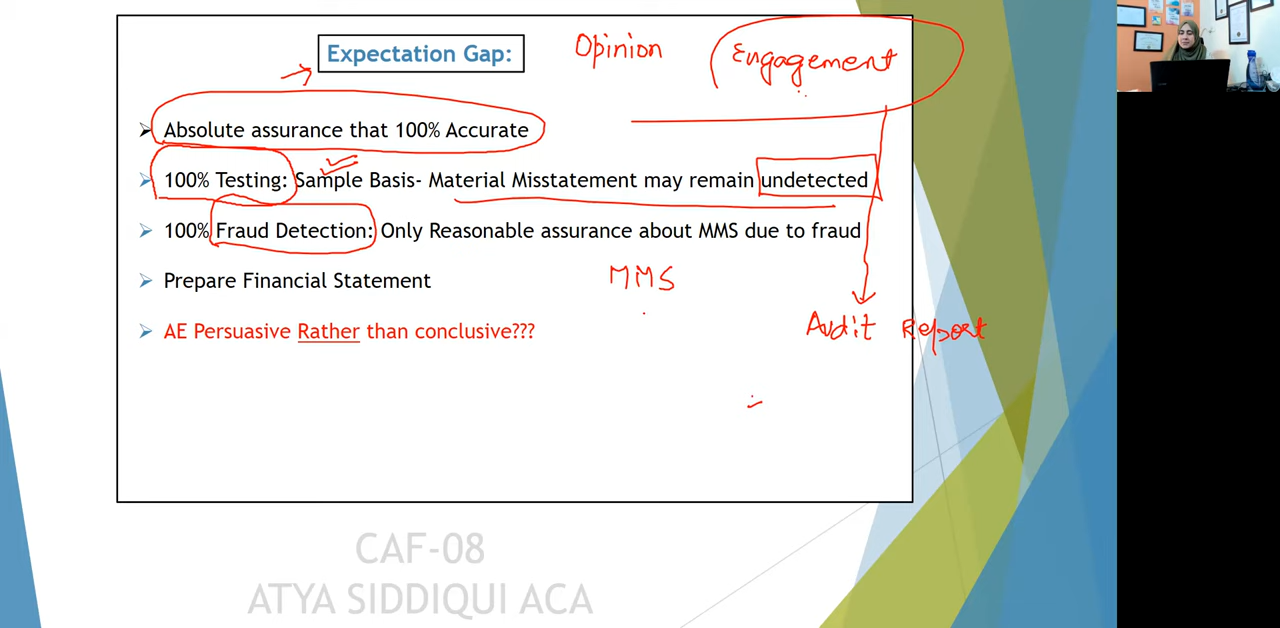 Expectation Gap:
Opinion
Engagement
Absolute assurance that 100% Accurate
100% Testing: Sample Basis- Material Misstatement may remain undetected
100% Fraud Detection: Only Reasonable assurance about MMS due to fraud
Prepare Financial Statement
MMS
AE Persuasive Rather than conclusive???
Audit Report
CAF-08
ATYA SIDDIQUI ACA